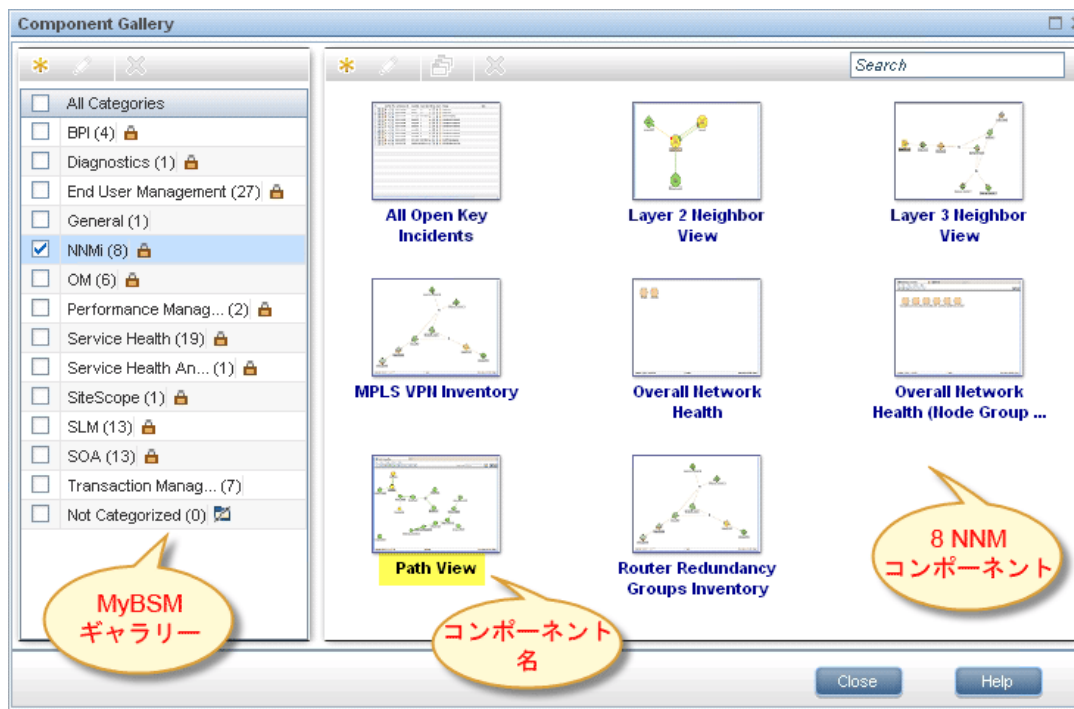 Component Gallery
Search
All Categories
BPI (4)
Diagnostics (1)
End User Management (27)
General (1)
NNMi (8)
OM (6)
Performance Manag... (2)
Service Health (19)
Service Health An... (1)
SiteScope (1)
SLM (13)
SOA (13)
Transaction Manag... (7)
Not Categorized (0)
All Open Key
Incidents
Layer 2 Neighbor
View
Layer 3 Neighbor
View
MPLS VPN Inventory
Overall Network
Health
Overall Network
Health (Node Group ...
Path View
Router Redundancy
Groups Inventory
8 NNM
コンポーネント
MyBSM
ギャラリー
コンポーネント
名
Close
Help